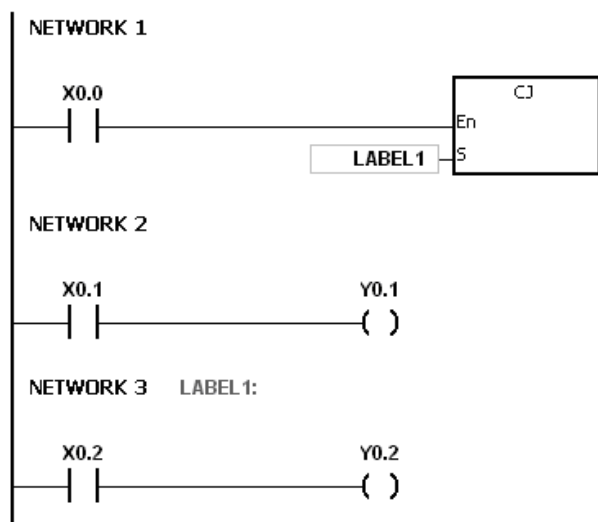 NETWORK 1
X0.0
CJ
En
LABEL1 S
NETWORK 2
X0.1 Y0.1
NETWORK 3 LABEL1:
X0.2 Y0.2